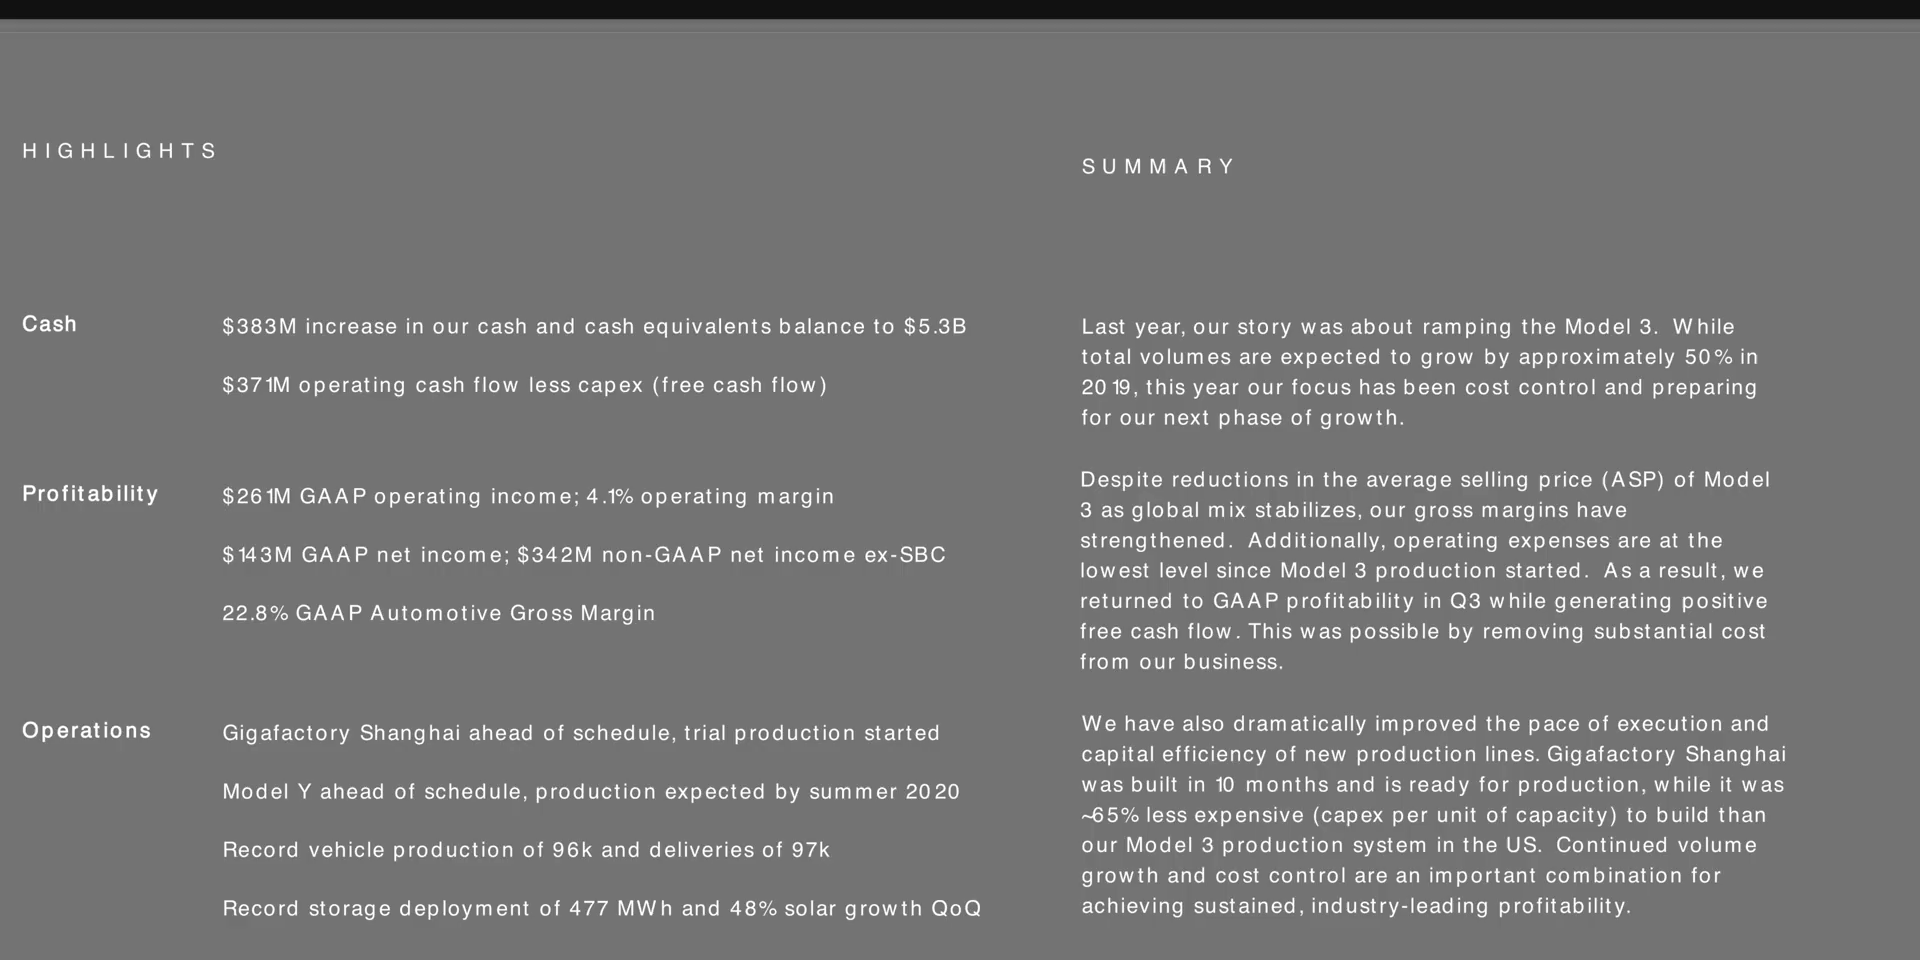 HIGHLIGHTS
Cash
$383M increase in our cash and cash equivalents balance to $5.3B
$371M operating cash flow less capex (free cash flow)
Profitability
$261M GAAP operating income; 4.1% operating margin
$143M GAAP net income; $342M non-GAAP net income ex-SBC
22.8% GAAP Automotive Gross Margin
Operations
Gigafactory Shanghai ahead of schedule, trial production started
Model Y ahead of schedule, production expected by summer 2020
Record vehicle production of 96k and deliveries of 97k
Record storage deployment of 477 MWh and 48% solar growth QoQ
SUMMARY
Last year, our story was about ramping the Model 3. While
total volumes are expected to grow by approximately 50% in
2019, this year our focus has been cost control and preparing
for our next phase of growth.
Despite reductions in the average selling price (ASP) of Model
3 as global mix stabilizes, our gross margins have
strengthened. Additionally, operating expenses are at the
lowest level since Model 3 production started. As a result, we
returned to GAAP profitability in Q3 while generating positive
free cash flow. This was possible by removing substantial cost
from our business.
We have also dramatically improved the pace of execution and
capital efficiency of new production lines. Gigafactory Shanghai
was built in 10 months and is ready for production, while it was
~65% less expensive (capex per unit of capacity) to build than
our Model 3 production system in the US. Continued volume
growth and cost control are an important combination for
achieving sustained, industry-leading profitability.